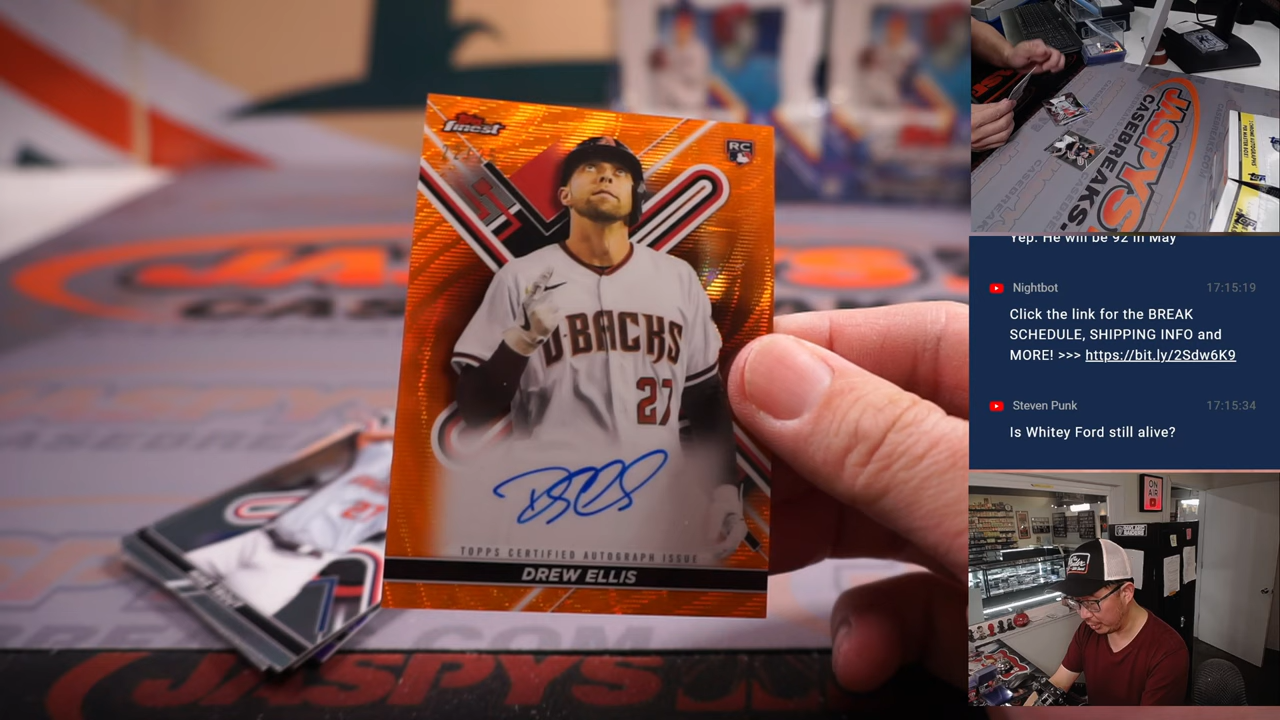 finest
RC
D-BACKS
27
TOPPS CERTIFIED AUTOGRAPH ISSUE
DREW ELLIS
JASPYS
JASPYS
CASEBREAKS.
Yep. He will be 92 in May
Nightbot 17:15:19
Click the link for the BREAK
SCHEDULE, SHIPPING INFO and
MORE! >>> https://bit.ly/2Sdw6K9
Steven Punk 17:15:34
Is Whitey Ford still alive?
ON
AIR